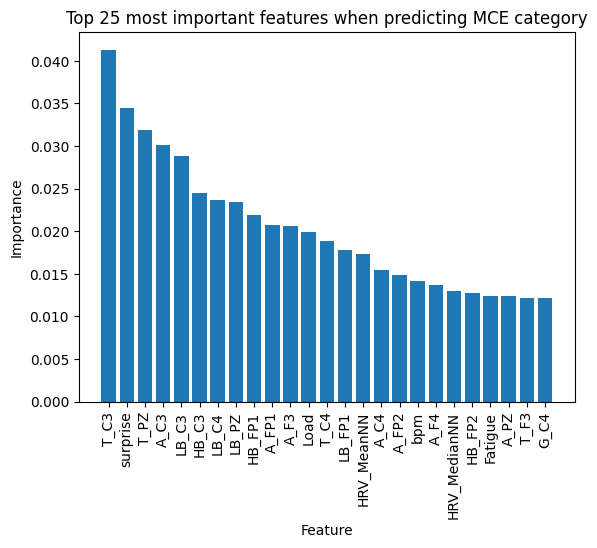 Top 25 most important features when predicting MCE category
0.040
0.035
0.030
0.025
0.020
0.015
0.010
0.005
0.000
Importance
T_C3
surprise
T_PZ
A_C3
LB_C3
HB_C3
LB_C4
LB_PZ
HB_FP1
A_FP1
A_F3
Load
T_C4
LB_FP1
HRV_MeanNN
A_C4
A_FP2
bpm
A_F4
HRV_MedianNN
HB_FP2
Fatigue
A_PZ
T_F3
G_C4
Feature